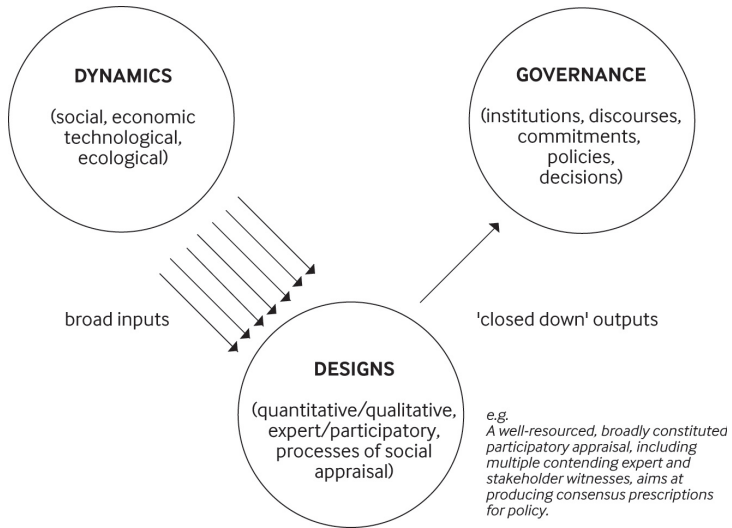 DYNAMICS
(social, economic
technological,
ecological)
GOVERNANCE
(institutions, discourses,
commitments,
policies,
decisions)
broad inputs
'closed down' outputs
DESIGNS
(quantitative/qualitative,
expert/participatory,
processes of social
appraisal)
e.g.
A well-resourced, broadly constituted
participatory appraisal, including
multiple contending expert and
stakeholder witnesses, aims at
producing consensus prescriptions
for policy.